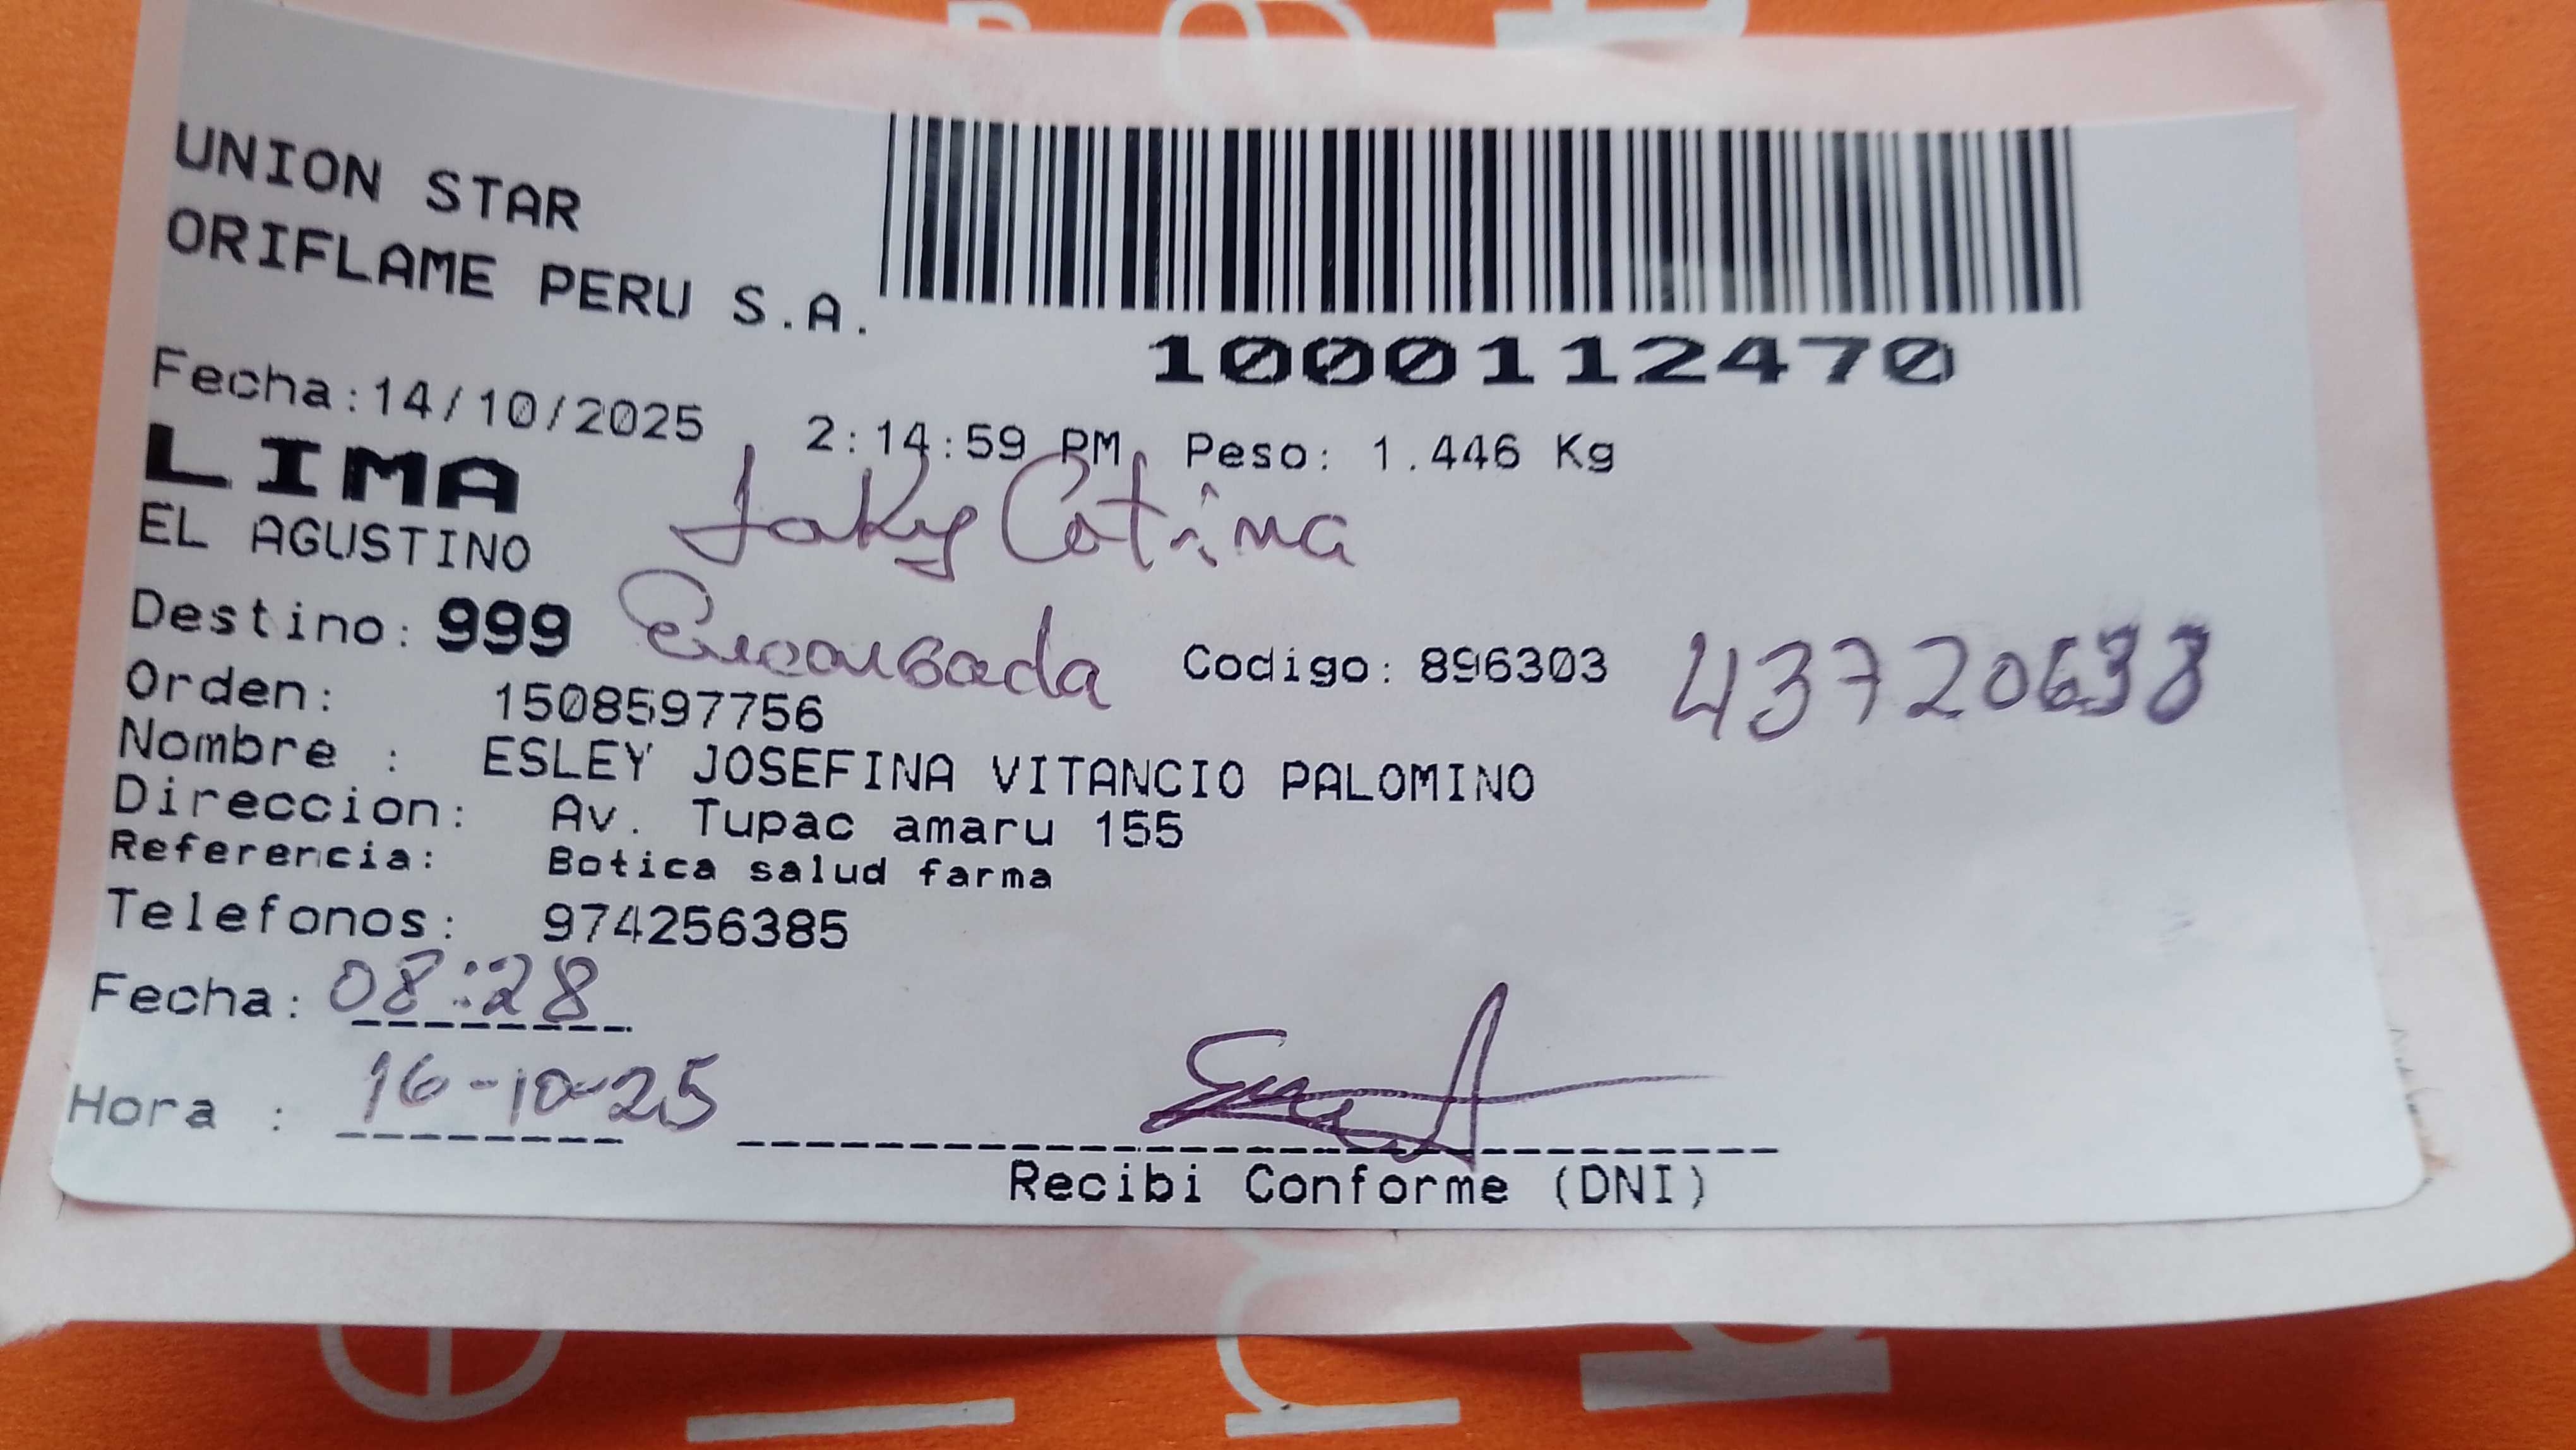 UNION STAR
ORIFLAME PERU S.A.
1000112470
Fecha:14/10/2025 2:14:59 PM Peso: 1.446 Kg
LIMA
Jaky Catima
EL AGUSTINO
Destino: 999
Encargada
Codigo: 896303
43720638
Orden: 1508597756
Nombre : ESLEY JOSEFINA VITANCIO PALOMINO
Direccion: Av. Tupac amaru 155
Referencia: Botica salud farma
Telefonos: 974256385
Fecha: 08:28
Hora : 16-10-25
Recibi Conforme (DNI)